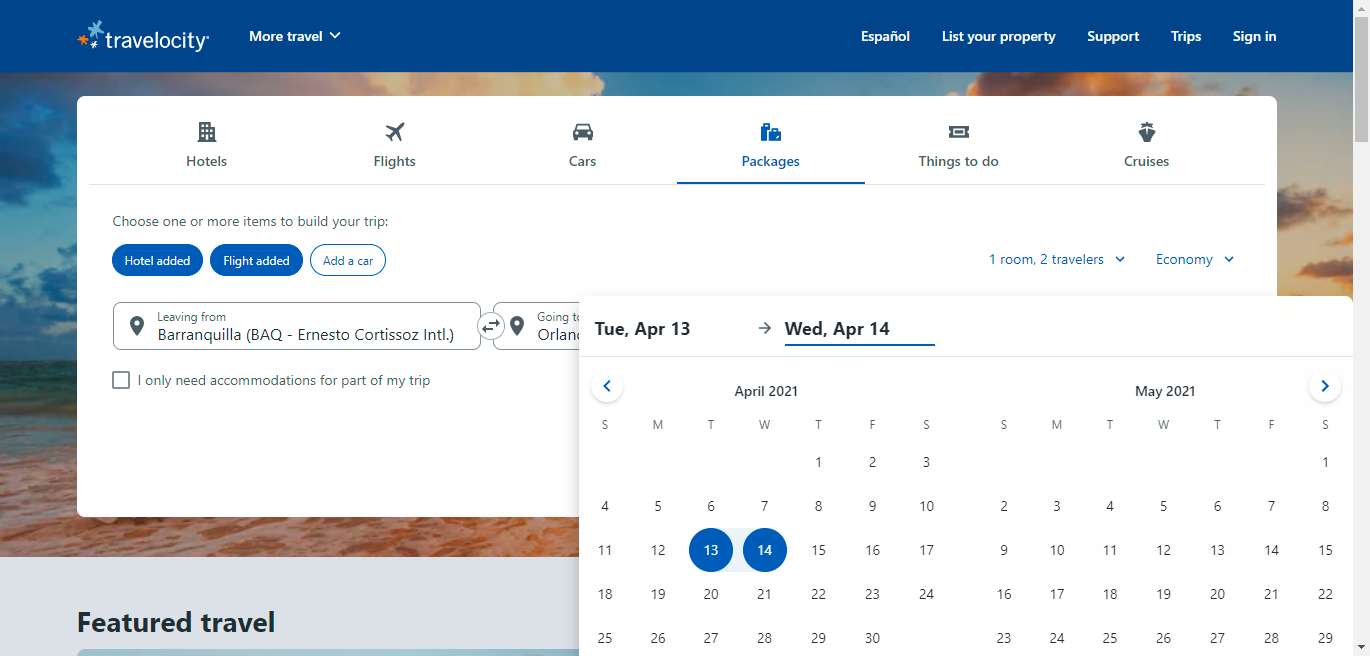 travelocity
More travel
Español
List your property
Support
Trips
Sign in
Hotels
Flights
Cars
Packages
Things to do
Cruises
Choose one or more items to build your trip:
Hotel added
Flight added
Add a car
1 room, 2 travelers
Economy
Leaving from
Barranquilla (BAQ - Ernesto Cortissoz Intl.)
Going to
Orlan
I only need accommodations for part of my trip
Tue, Apr 13
Wed, Apr 14
April 2021
S M T W T F S
1 2 3
4 5 6 7 8 9 10
11 12 13 14 15 16 17
18 19 20 21 22 23 24
25 26 27 28 29 30
May 2021
S M T W T F S
1
2 3 4 5 6 7 8
9 10 11 12 13 14 15
16 17 18 19 20 21 22
23 24 25 26 27 28 29
Featured travel